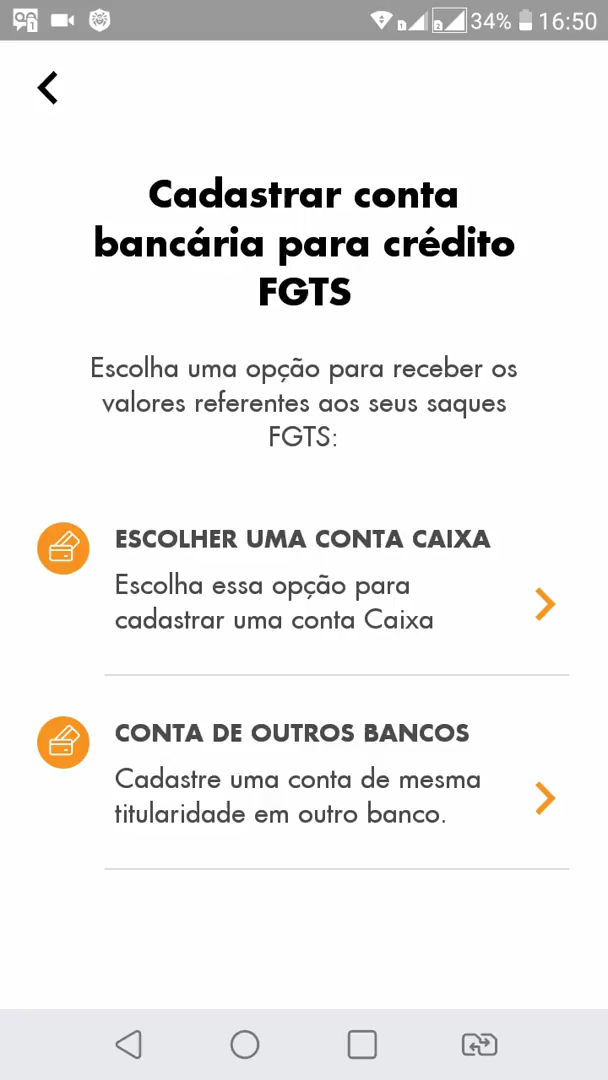 34% 16:50
Cadastrar conta
bancária para crédito
FGTS
Escolha uma opção para receber os
valores referentes aos seus saques
FGTS:
ESCOLHER UMA CONTA CAIXA
Escolha essa opção para
cadastrar uma conta Caixa
CONTA DE OUTROS BANCOS
Cadastre uma conta de mesma
titularidade em outro banco.